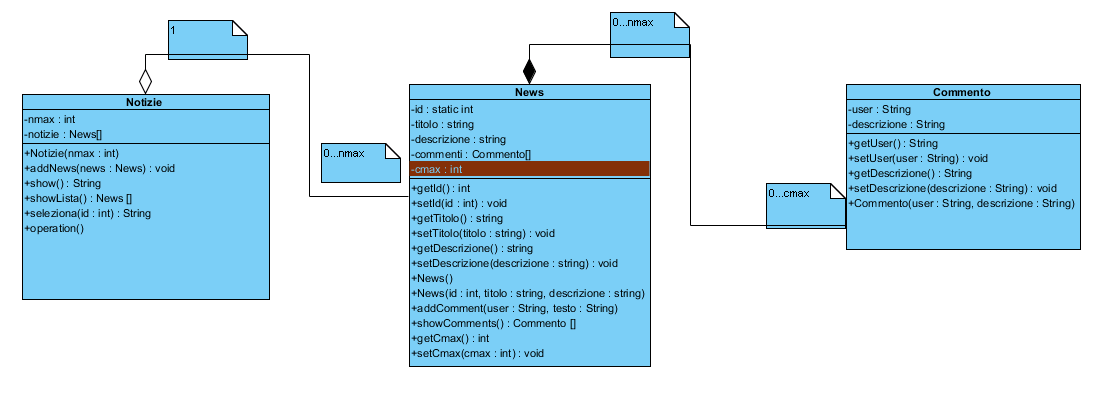 1
0...nmax
Notizie
-nmax : int
-notizie : News[]
+Notizie(nmax : int)
+addNews(news : News) : void
+show() : String
+showLista() : News []
+seleziona(id : int) : String
+operation()
0...nmax
News
-id : static int
-titolo : string
-descrizione : string
-commenti : Commento[]
-cmax : int
+getId() : int
+setId(id : int) : void
+getTitolo() : string
+setTitolo(titolo : string) : void
+getDescrizione() : string
+setDescrizione(descrizione : string) : void
+News()
+News(id : int, titolo : string, descrizione : string)
+addComment(user : String, testo : String)
+showComments() : Commento []
+getCmax() : int
+setCmax(cmax : int) : void
0...cmax
Commento
-user : String
-descrizione : String
+getUser() : String
+setUser(user : String) : void
+getDescrizione() : String
+setDescrizione(descrizione : String) : void
+Commento(user : String, descrizione : String)